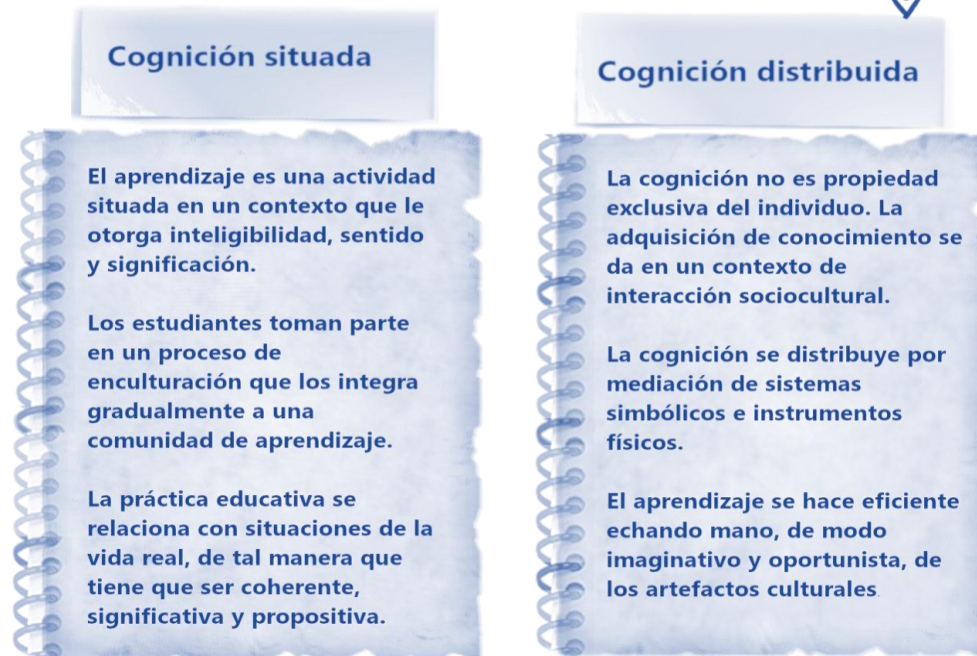 Cognición situada
El aprendizaje es una actividad
situada en un contexto que le
otorga inteligibilidad, sentido
y significación.
Los estudiantes toman parte
en un proceso de
enculturación que los integra
gradualmente a una
comunidad de aprendizaje.
La práctica educativa se
relaciona con situaciones de la
vida real, de tal manera que
tiene que ser coherente,
significativa y propositiva.
Cognición distribuida
La cognición no es propiedad
exclusiva del individuo. La
adquisición de conocimiento se
da en un contexto de
interacción sociocultural.
La cognición se distribuye por
mediación de sistemas
simbólicos e instrumentos
físicos.
El aprendizaje se hace eficiente
echando mano, de modo
imaginativo y oportunista, de
los artefactos culturales.